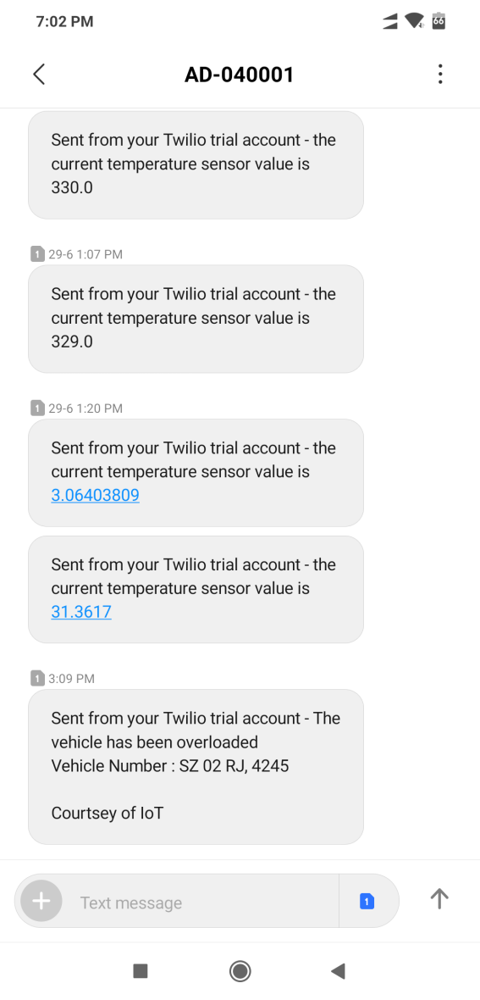 7:02 PM
66
AD-040001
Sent from your Twilio trial account - the
current temperature sensor value is
330.0
1 29-6 1:07 PM
Sent from your Twilio trial account - the
current temperature sensor value is
329.0
1 29-6 1:20 PM
Sent from your Twilio trial account - the
current temperature sensor value is
3.06403809
Sent from your Twilio trial account - the
current temperature sensor value is
31.3617
1 3:09 PM
Sent from your Twilio trial account - The
vehicle has been overloaded
Vehicle Number : SZ 02 RJ, 4245
Courtsey of IoT
Text message
1